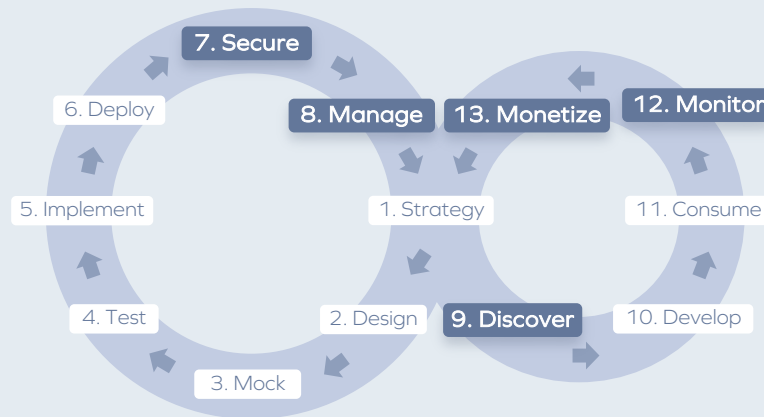 7. Secure
6. Deploy
8. Manage
13. Monetize
12. Monitor
5. Implement
1. Strategy
11. Consume
4. Test
2. Design
9. Discover
10. Develop
3. Mock